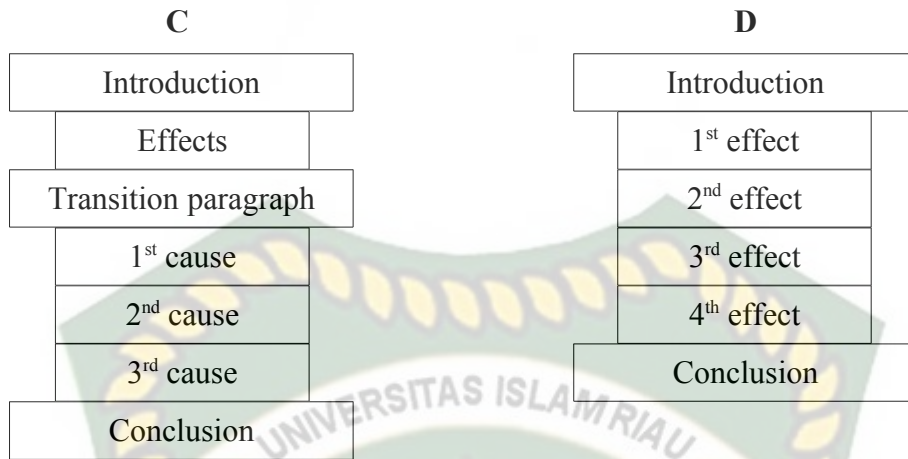 C
Introduction
Effects
Transition paragraph
1st cause
2nd cause
3rd cause
Conclusion
D
Introduction
1st effect
2nd effect
3rd effect
4th effect
Conclusion
UNIVERSITAS ISLAM RIAU